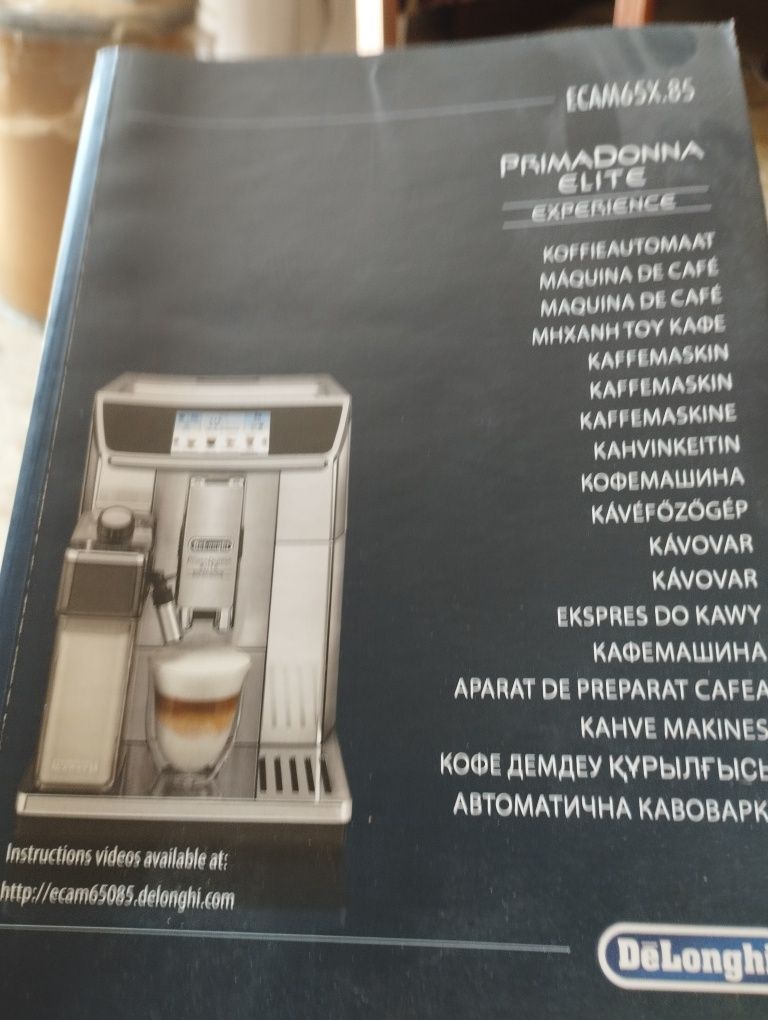 ECAM65X.85
PRIMADONNA
ELITE
EXPERIENCE
KOFFIEAUTOMAAT
MÁQUINA DE CAFÉ
MAQUINA DE CAFÉ
ΜΗΧΑΝΗ ΤΟΥ ΚΑΦΕ
KAFFEMASKIN
KAFFEMASKIN
KAFFEMASKINE
KAHVINKEITIN
КОФЕМАШИНА
KÁVÉFŐZŐGÉP
KÁVOVAR
KÁVOVAR
EKSPRES DO KAWY
КАФЕМАШИНА
APARAT DE PREPARAT CAFEA
KAHVE MAKINES
КОФЕ ДЕМДЕУ ҚҰРЫЛҒЫСЬ
АВТОМАТИЧНА КАВОВАРК
DeLonghi
Instructions videos available at:
http://ecam65085.delonghi.com
DeLonghi